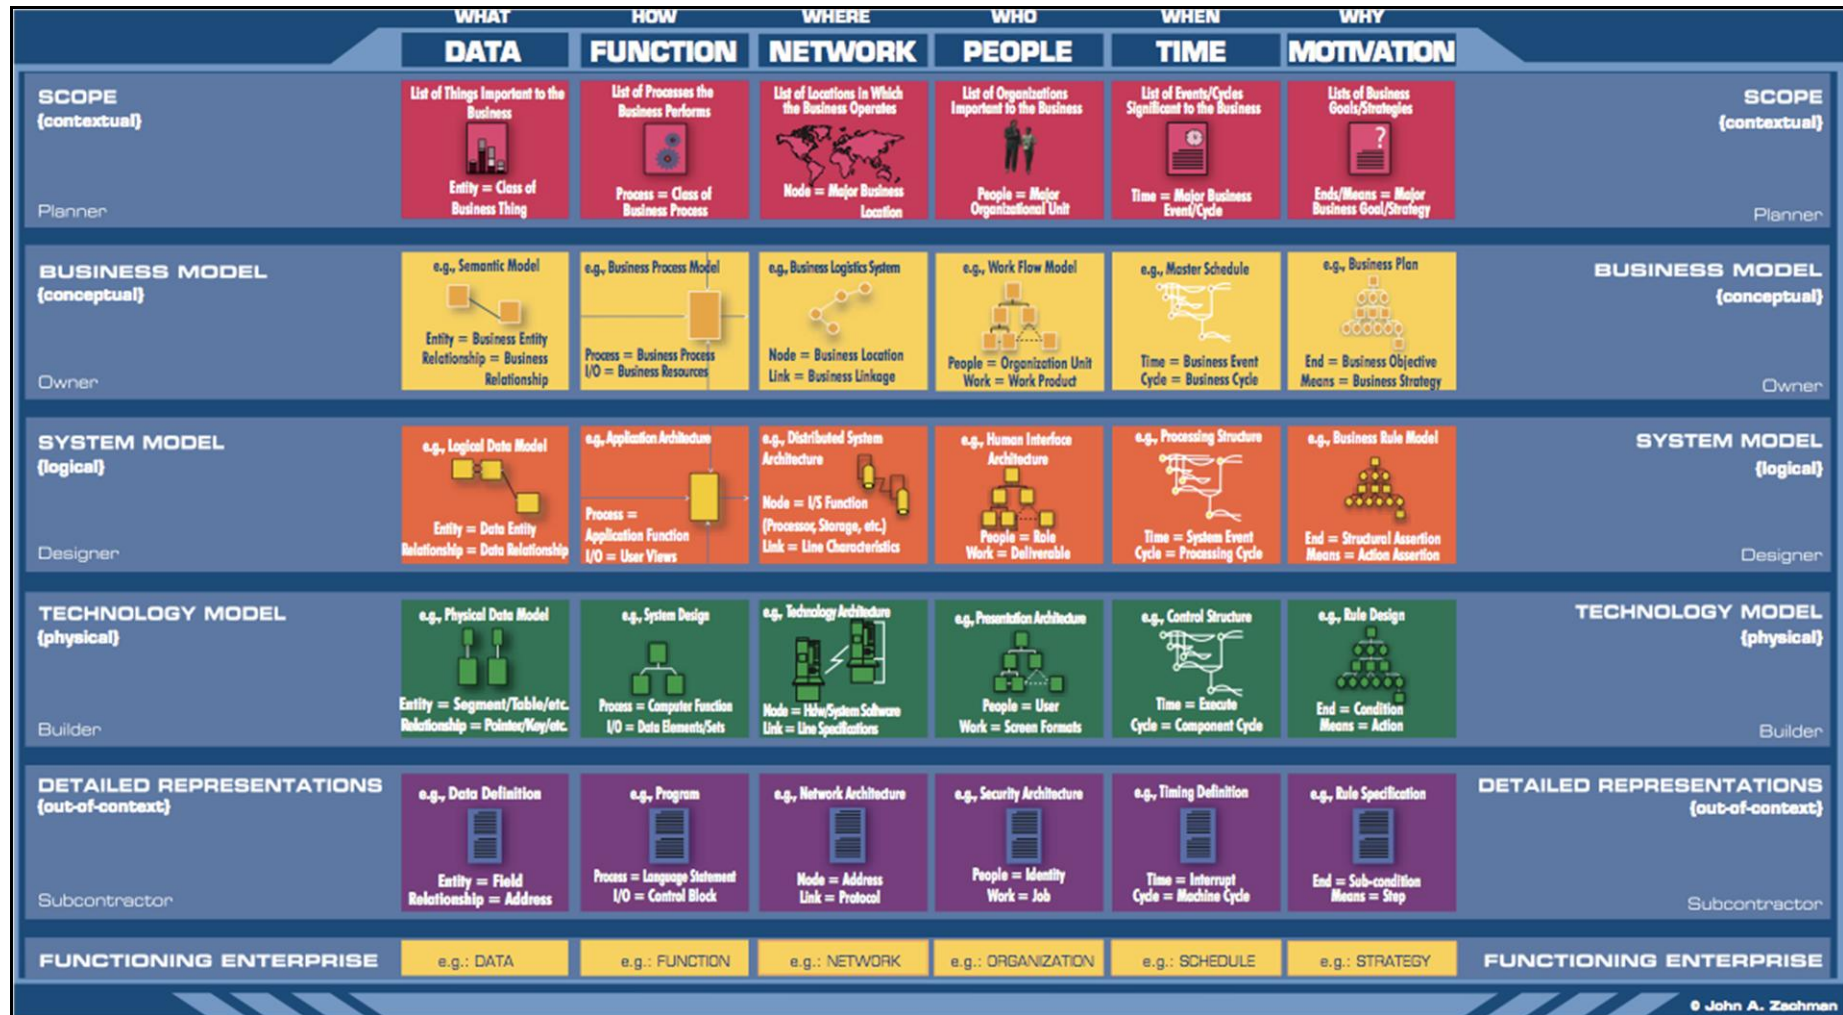 WHAT HOW WHERE WHO WHEN WHY
DATA FUNCTION NETWORK PEOPLE TIME MOTIVATION
SCOPE
{contextual}
Planner
List of Things Important to the
Business
Entity = Class of
Business Thing
List of Processes the
Business Performs
Process = Class of
Business Process
List of Locations in Which
the Business Operates
Node = Major Business
Location
List of Organizations
Important to the Business
People = Major
Organizational Unit
List of Events/Cycles
Significant to the Business
Time = Major Business
Event/Cycle
Lists of Business
Goals/Strategies
?
Ends/Means = Major
Business Goal/Strategy
SCOPE
{contextual}
Planner
BUSINESS MODEL
{conceptual}
Owner
e.g., Semantic Model
Entity = Business Entity
Relationship = Business
Relationship
e.g., Business Process Model
Process = Business Process
I/O = Business Resources
e.g., Business Logistics System
Node = Business Location
Link = Business Linkage
e.g., Work Flow Model
People = Organization Unit
Work = Work Product
e.g., Master Schedule
Time = Business Event
Cycle = Business Cycle
e.g., Business Plan
End = Business Objective
Means = Business Strategy
BUSINESS MODEL
{conceptual}
Owner
SYSTEM MODEL
{logical}
Designer
e.g., Logical Data Model
Entity = Data Entity
Relationship = Data Relationship
e.g., Application Architecture
Process =
Application Function
I/O = User Views
e.g., Distributed System
Architecture
Node = I/S Function
(Processor, Storage, etc.)
Link = Line Characteristics
e.g., Human Interface
Architecture
People = Role
Work = Deliverable
e.g., Processing Structure
Time = System Event
Cycle = Processing Cycle
e.g., Business Rule Model
End = Structural Assertion
Means = Action Assertion
SYSTEM MODEL
{logical}
Designer
TECHNOLOGY MODEL
{physical}
Builder
e.g., Physical Data Model
Entity = Segment/Table/etc.
Relationship = Pointer/Key/etc.
e.g., System Design
Process = Computer Function
I/O = Data Elements/Sets
e.g., Technology Architecture
Node = Hdw/System Software
Link = Line Specifications
e.g., Presentation Architecture
People = User
Work = Screen Formats
e.g., Control Structure
Time = Execute
Cycle = Component Cycle
e.g., Rule Design
End = Condition
Means = Action
TECHNOLOGY MODEL
{physical}
Builder
DETAILED REPRESENTATIONS
{out-of-context}
Subcontractor
e.g., Data Definition
Entity = Field
Relationship = Address
e.g., Program
Process = Language Statement
I/O = Control Block
e.g., Network Architecture
Node = Address
Link = Protocol
e.g., Security Architecture
People = Identity
Work = Job
e.g., Timing Definition
Time = Interrupt
Cycle = Machine Cycle
e.g., Rule Specification
End = Sub-condition
Means = Step
DETAILED REPRESENTATIONS
{out-of-context}
Subcontractor
FUNCTIONING ENTERPRISE
e.g.: DATA
e.g.: FUNCTION
e.g.: NETWORK
e.g.: ORGANIZATION
e.g.: SCHEDULE
e.g.: STRATEGY
FUNCTIONING ENTERPRISE
© John A. Zachman